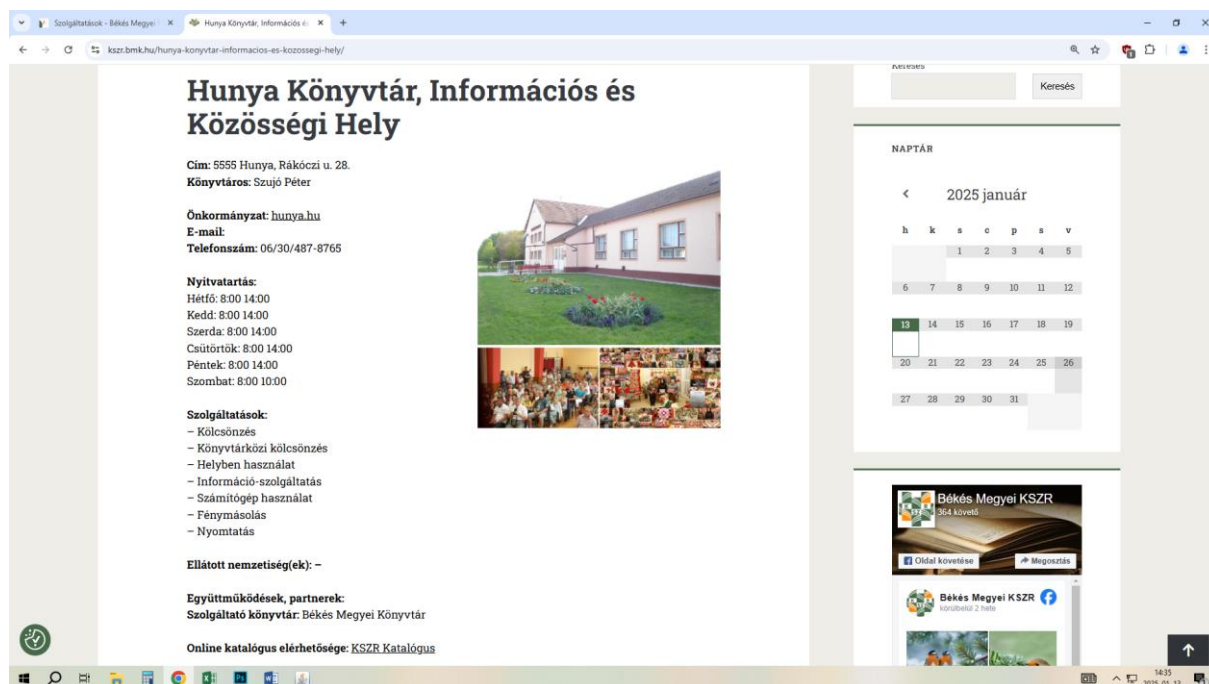 Szolgáltatások - Békés Megyei
Hunya Könyvtár, Információs é
kszr.bmk.hu/hunya-konyvtar-informacios-es-kozossegi-hely/
Hunya Könyvtár, Információs és
Közösségi Hely
Cím: 5555 Hunya, Rákóczi u. 28.
Könyvtáros: Szujó Péter
Önkormányzat: hunya.hu
E-mail:
Telefonszám: 06/30/487-8765
Nyitvatartás:
Hétfő: 8:00 14:00
Kedd: 8:00 14:00
Szerda: 8:00 14:00
Csütörtök: 8:00 14:00
Péntek: 8:00 14:00
Szombat: 8:00 10:00
Szolgáltatások:
– Kölcsönzés
– Könyvtárközi kölcsönzés
– Helyben használat
– Információ-szolgáltatás
– Számítógép használat
– Fénymásolás
– Nyomtatás
Ellátott nemzetiség(ek): –
Együttműködések, partnerek:
Szolgáltató könyvtár: Békés Megyei Könyvtár
Online katalógus elérhetősége: KSZR Katalógus
Keresés
Keresés
NAPTÁR
< 2025 január
h k s c p s v
1 2 3 4 5
6 7 8 9 10 11 12
13 14 15 16 17 18 19
20 21 22 23 24 25 26
27 28 29 30 31
Békés Megyei KSZR
364 követő
Oldal követése Megosztás
Békés Megyei KSZR
körülbelül 2 hete
14:35
2025. 01. 13.